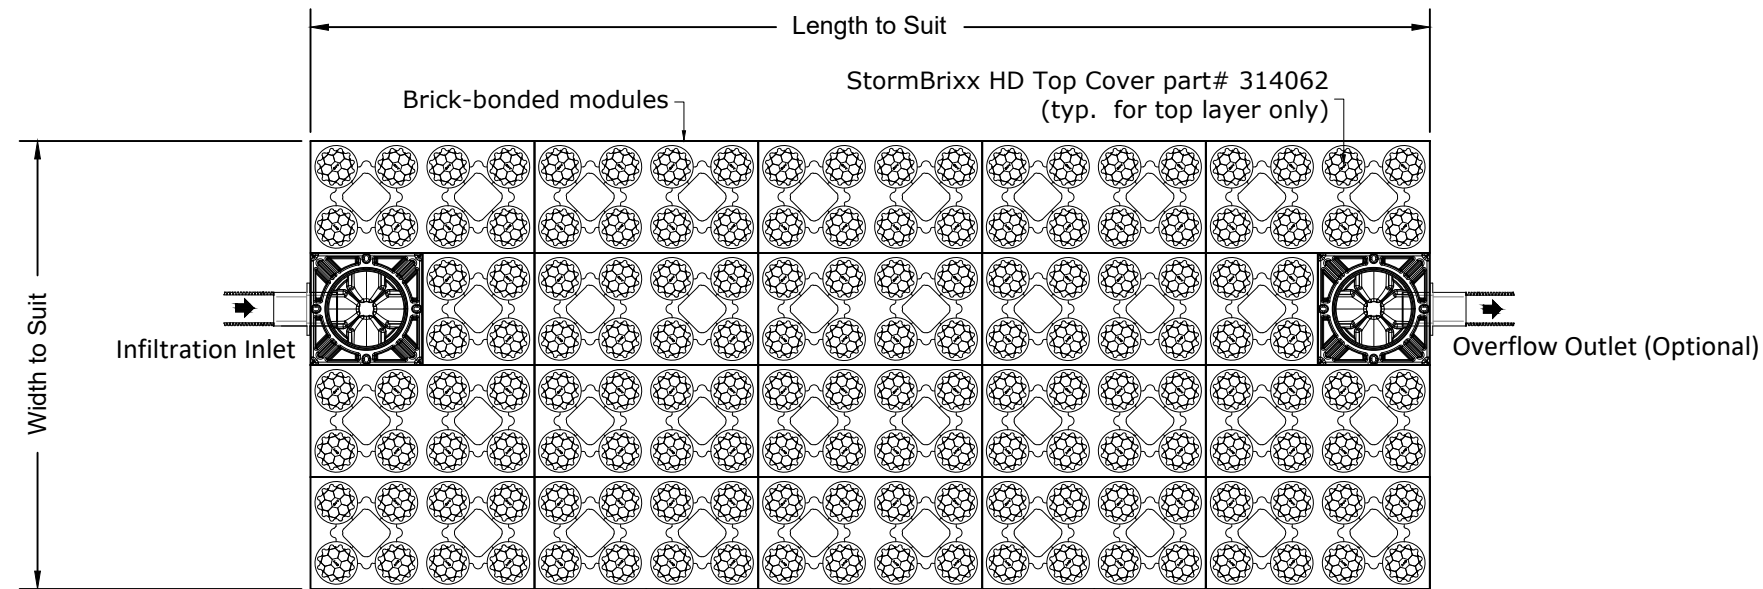 Length to Suit
StormBrixx HD Top Cover part# 314062
(typ.  for top layer only)
Brick-bonded modules
Width to Suit
Infiltration Inlet
Overflow Outlet (Optional)